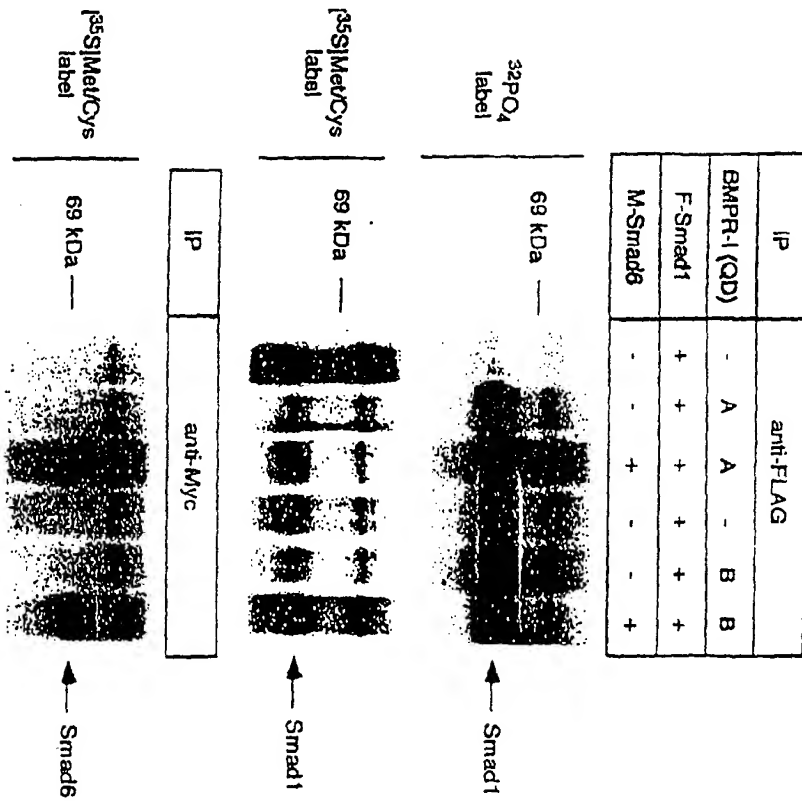 IP anti-FLAG
BMPR-I (QD) - A A - B B
F-Smad1 + + + + + +
M-Smad6 - - + - - +
32PO4
label
69 kDa
Smad1
[35S]Met/Cys
label
69 kDa
Smad1
IP anti-Myc
[35S]Met/Cys
label
69 kDa
Smad6